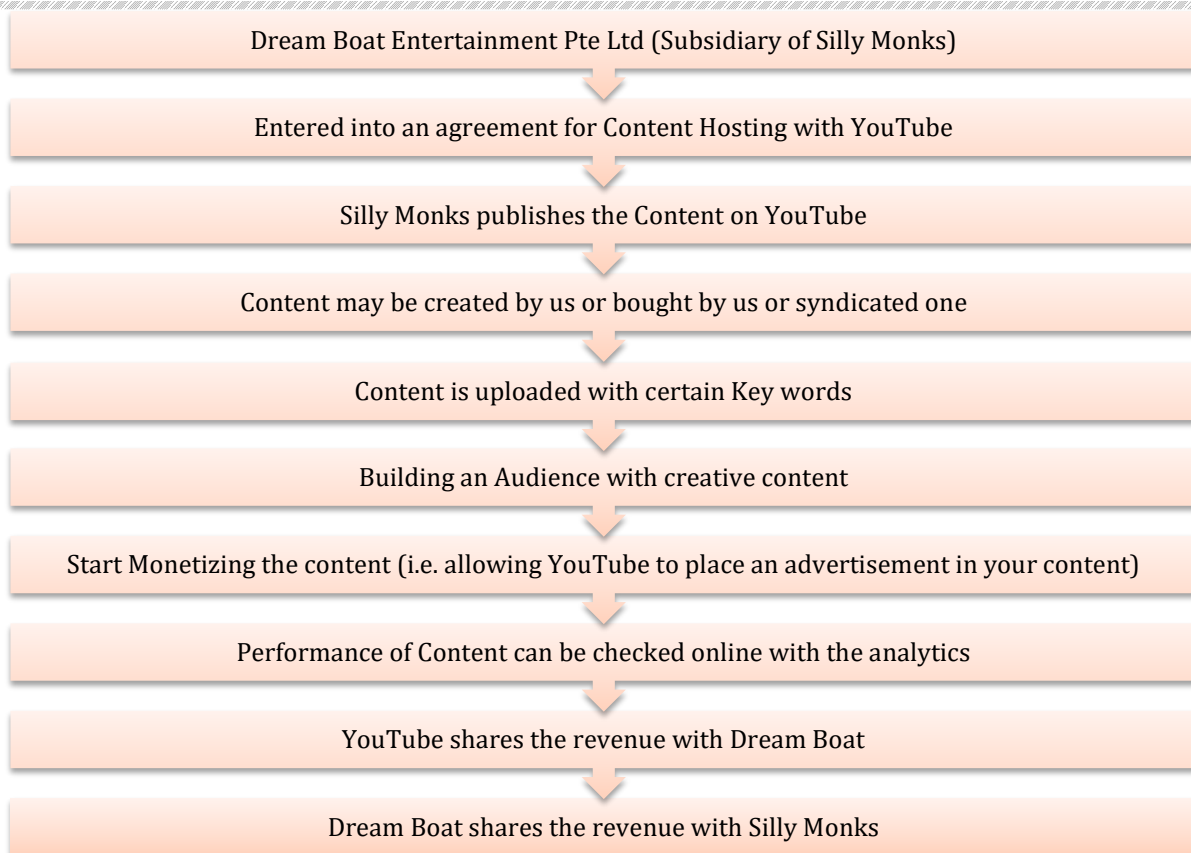 Dream Boat Entertainment Pte Ltd (Subsidiary of Silly Monks)
Entered into an agreement for Content Hosting with YouTube
Silly Monks publishes the Content on YouTube
Content may be created by us or bought by us or syndicated one
Content is uploaded with certain Key words
Building an Audience with creative content
Start Monetizing the content (i.e. allowing YouTube to place an advertisement in your content)
Performance of Content can be checked online with the analytics
YouTube shares the revenue with Dream Boat
Dream Boat shares the revenue with Silly Monks